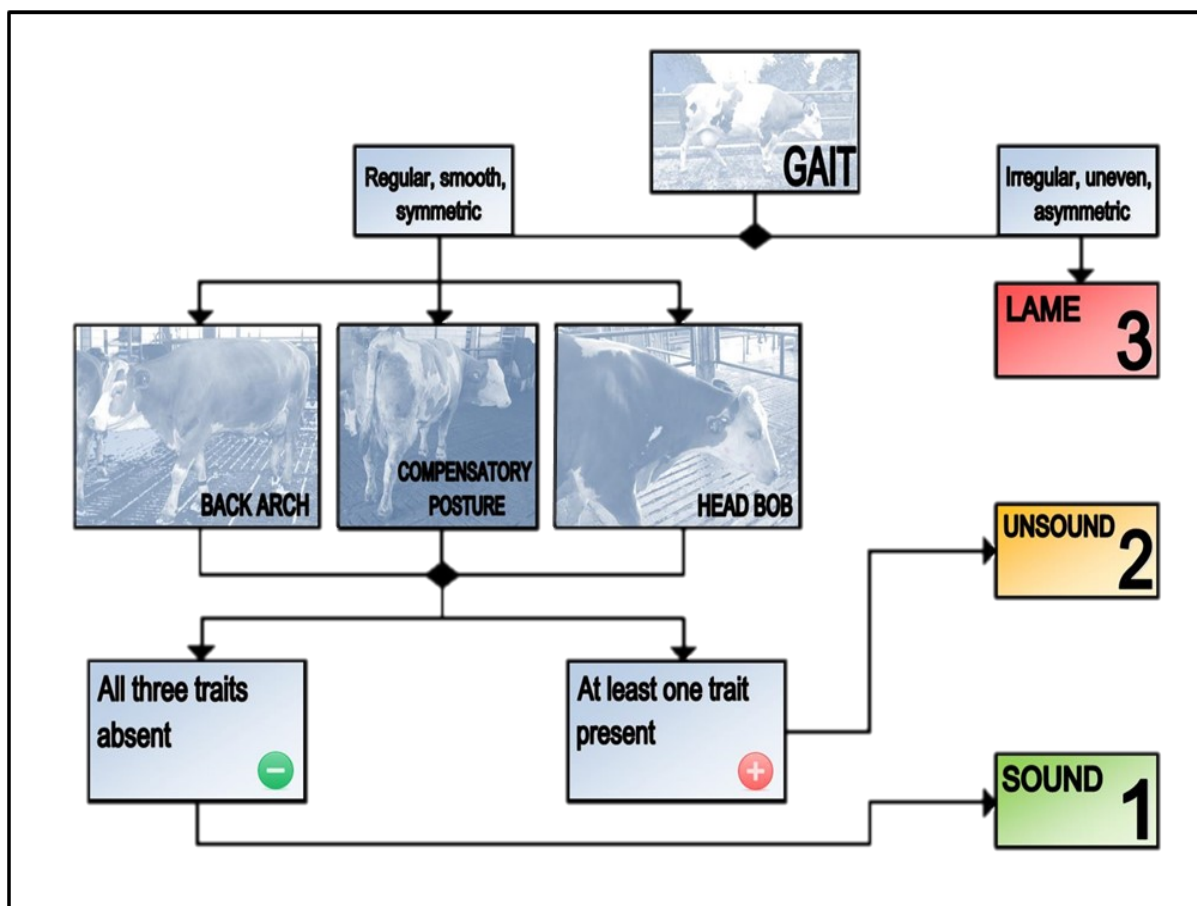 GAIT
Regular, smooth,
symmetric
Irregular, uneven,
asymmetric
LAME
3
BACK ARCH
COMPENSATORY
POSTURE
HEAD BOB
UNSOUND
2
All three traits
absent
At least one trait
present
SOUND
1